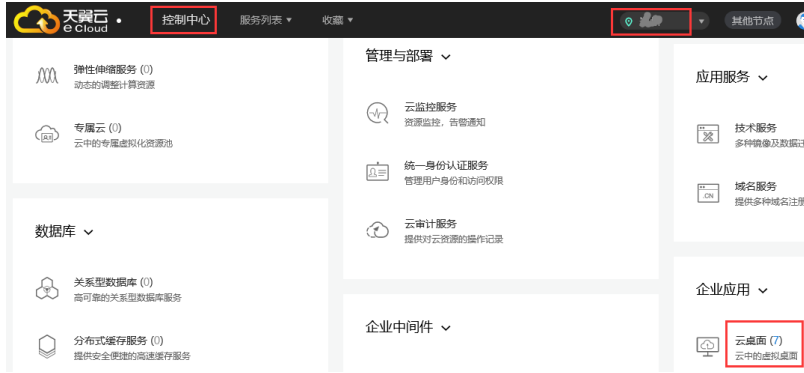 天翼云
e Cloud
控制中心
服务列表
收藏
其他节点
弹性伸缩服务 (0)
动态的调整计算资源
专属云 (0)
云中的专属虚拟化资源池
数据库
关系型数据库 (0)
高可靠的关系型数据库服务
分布式缓存服务 (0)
提供安全便捷的高速缓存服务
管理与部署
云监控服务
资源监控，告警通知
统一身份认证服务
管理用户身份和访问权限
云审计服务
提供对云资源的操作记录
企业中间件
应用服务
技术服务
多种镜像及数据迁
.CN
域名服务
提供多种域名注册
企业应用
云桌面 (7)
云中的虚拟桌面